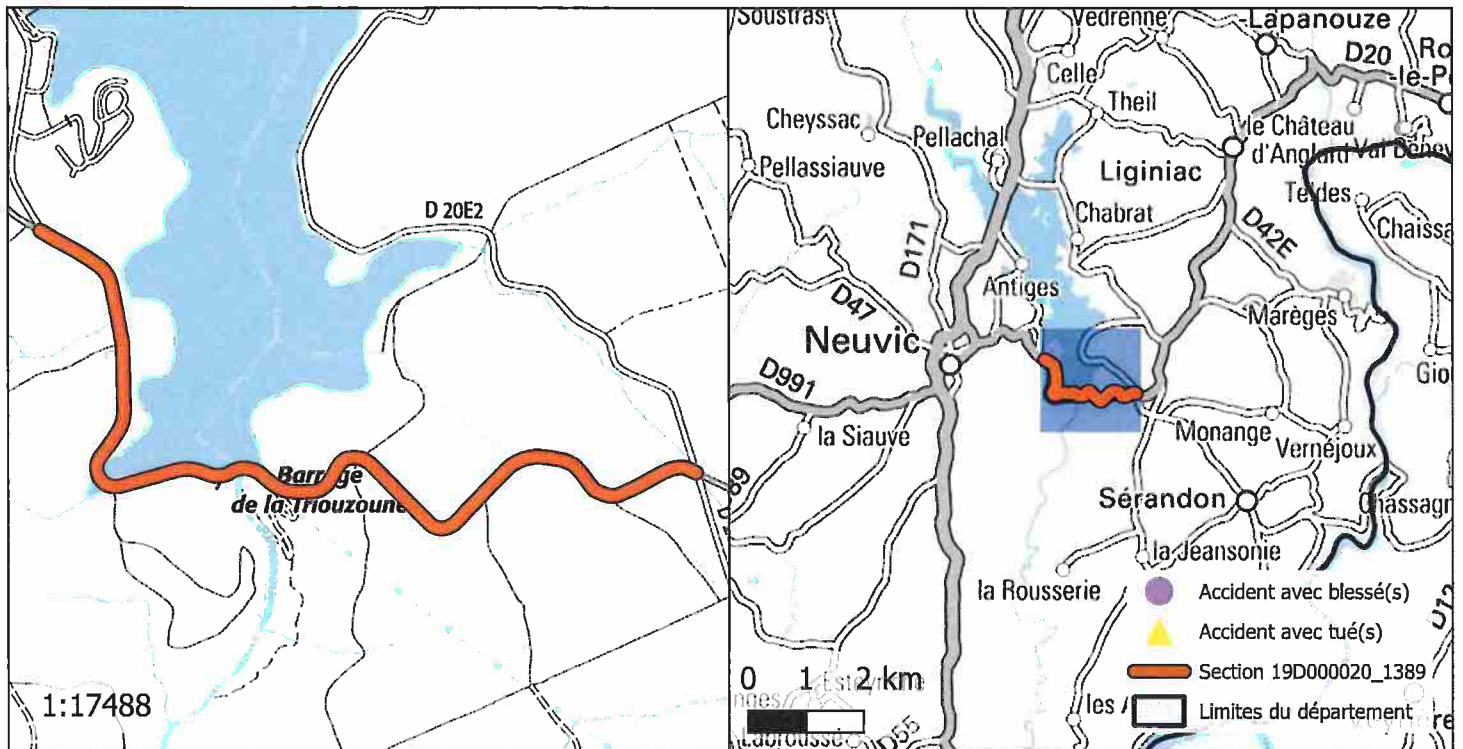 D 20E2
Barrage
de la Triouzoune
1:17488
Soustras
Vedrenne
Lapanouze
D20
Celle
Theil
Cheyssac
Pellachal
le Château
d'Anglard
Pellassiauve
Liginiac
Chabrat
D171
D42E
Antiges
D47
Marèges
Neuvic
D991
la Siauve
Monange
Vernéjoux
Sérandon
la Jeansonie
la Rousserie
Accident avec blessé(s)
Accident avec tué(s)
0 1 2 km
Section 19D000020_1389
Limites du département
Labrousse
D55